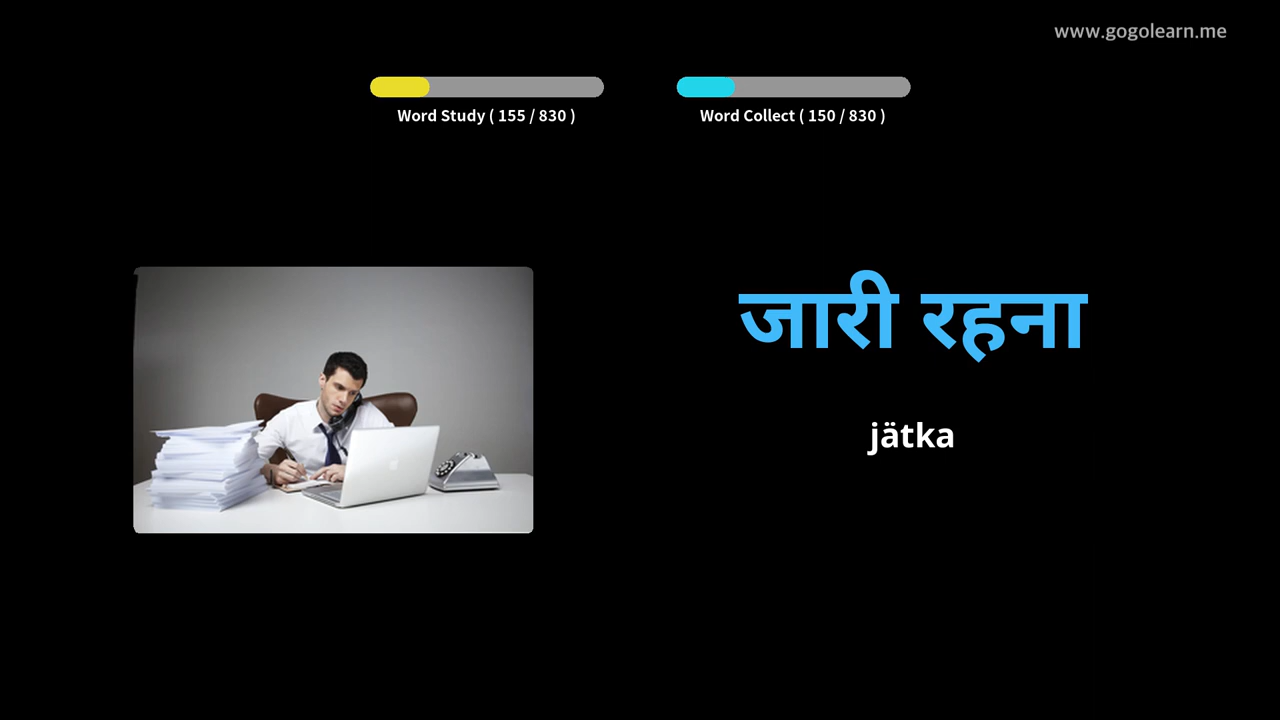 www.gogolearn.me
Word Study ( 155 / 830 )
Word Collect ( 150 / 830 )
जारी रहना
jätka